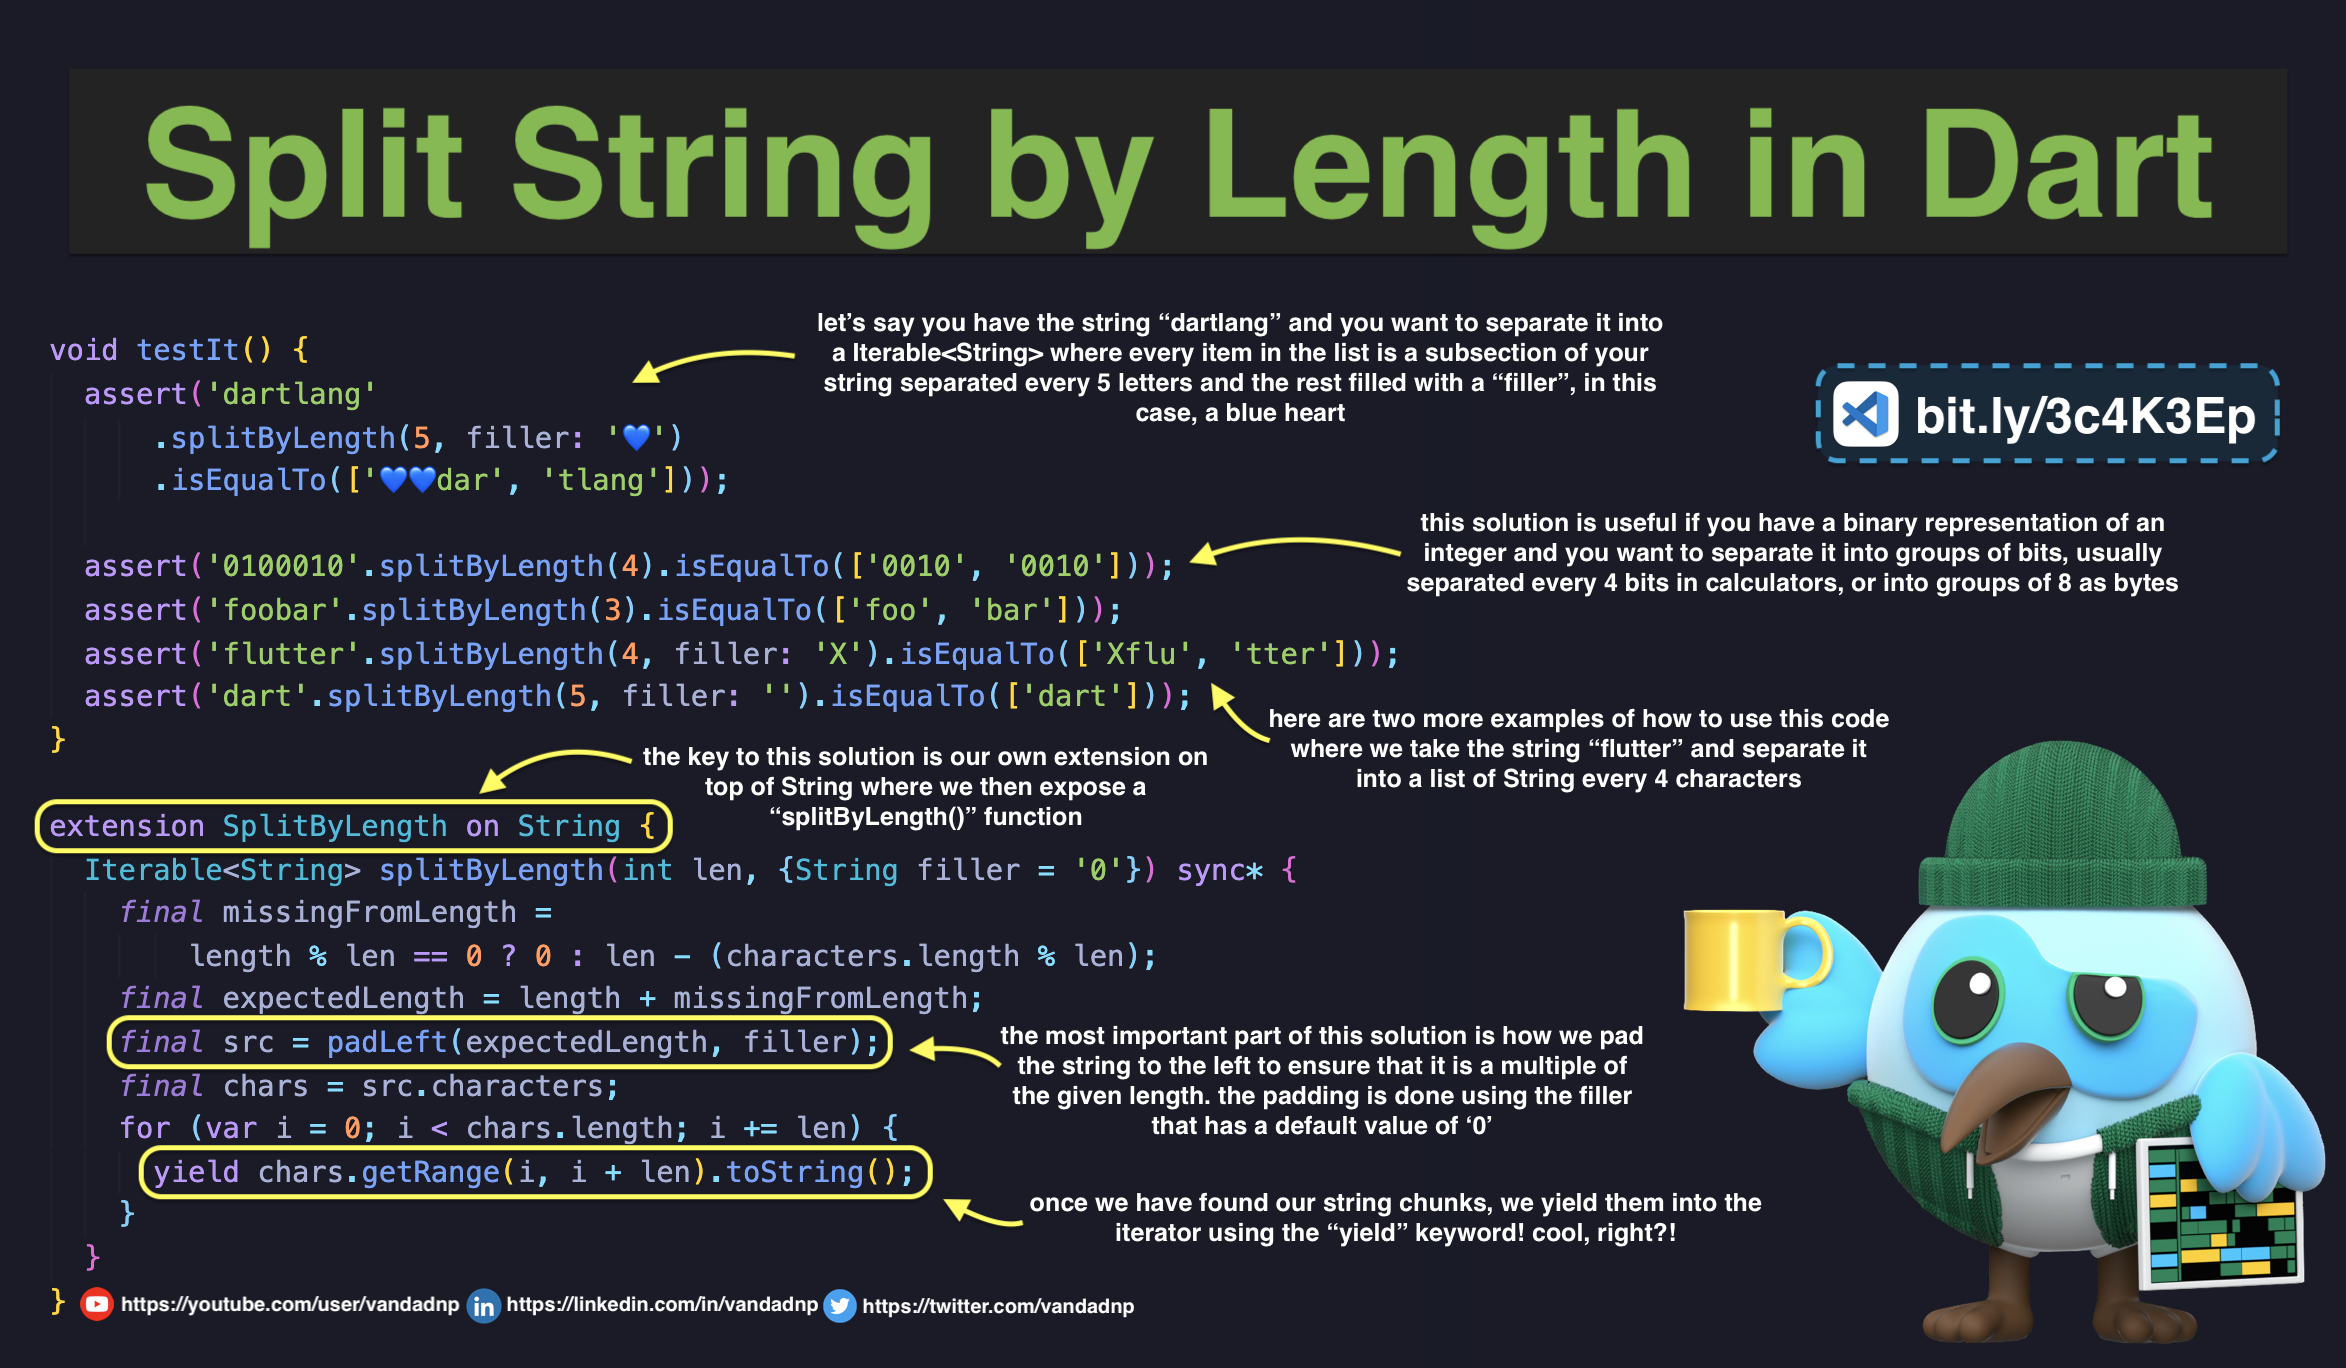 Split String by Length in Dart
let’s say you have the string “dartlang” and you want to separate it into
a Iterable<String> where every item in the list is a subsection of your
string separated every 5 letters and the rest filled with a “filler”, in this
case, a blue heart
bit.ly/3c4K3Ep
void testIt() {
  assert('dartlang'
      .splitByLength(5, filler: '💙')
      .isEqualTo(['💙💙dar', 'tlang']));
this solution is useful if you have a binary representation of an
integer and you want to separate it into groups of bits, usually
separated every 4 bits in calculators, or into groups of 8 as bytes
  assert('0100010'.splitByLength(4).isEqualTo(['0010', '0010']));
  assert('foobar'.splitByLength(3).isEqualTo(['foo', 'bar']));
  assert('flutter'.splitByLength(4, filler: 'X').isEqualTo(['Xflu', 'tter']));
  assert('dart'.splitByLength(5, filler: '').isEqualTo(['dart']));
}
here are two more examples of how to use this code
where we take the string “flutter” and separate it
into a list of String every 4 characters
the key to this solution is our own extension on
top of String where we then expose a
“splitByLength()” function
extension SplitByLength on String {
  Iterable<String> splitByLength(int len, {String filler = '0'}) sync* {
    final missingFromLength =
        length % len == 0 ? 0 : len - (characters.length % len);
    final expectedLength = length + missingFromLength;
    final src = padLeft(expectedLength, filler);
    final chars = src.characters;
    for (var i = 0; i < chars.length; i += len) {
      yield chars.getRange(i, i + len).toString();
    }
  }
}
the most important part of this solution is how we pad
the string to the left to ensure that it is a multiple of
the given length. the padding is done using the filler
that has a default value of ‘0’
once we have found our string chunks, we yield them into the
iterator using the “yield” keyword! cool, right?!
https://youtube.com/user/vandadnp
https://linkedin.com/in/vandadnp
https://twitter.com/vandadnp